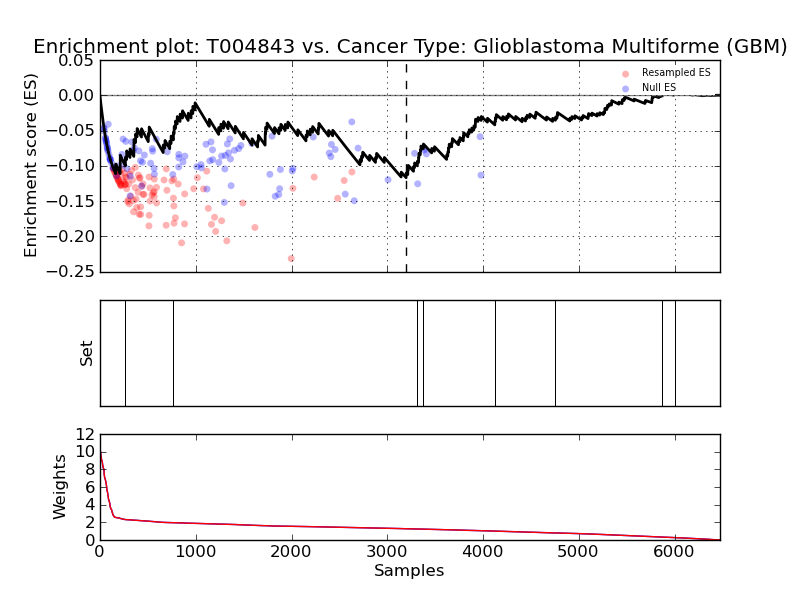 Enrichment plot: T004843 vs. Cancer Type: Glioblastoma Multiforme (GBM)
Enrichment score (ES)
0.05
0.00
−0.05
−0.10
−0.15
−0.20
−0.25
Resampled ES
Null ES
Set
Weights
12
10
8
6
4
2
0
0 1000 2000 3000 4000 5000 6000
Samples